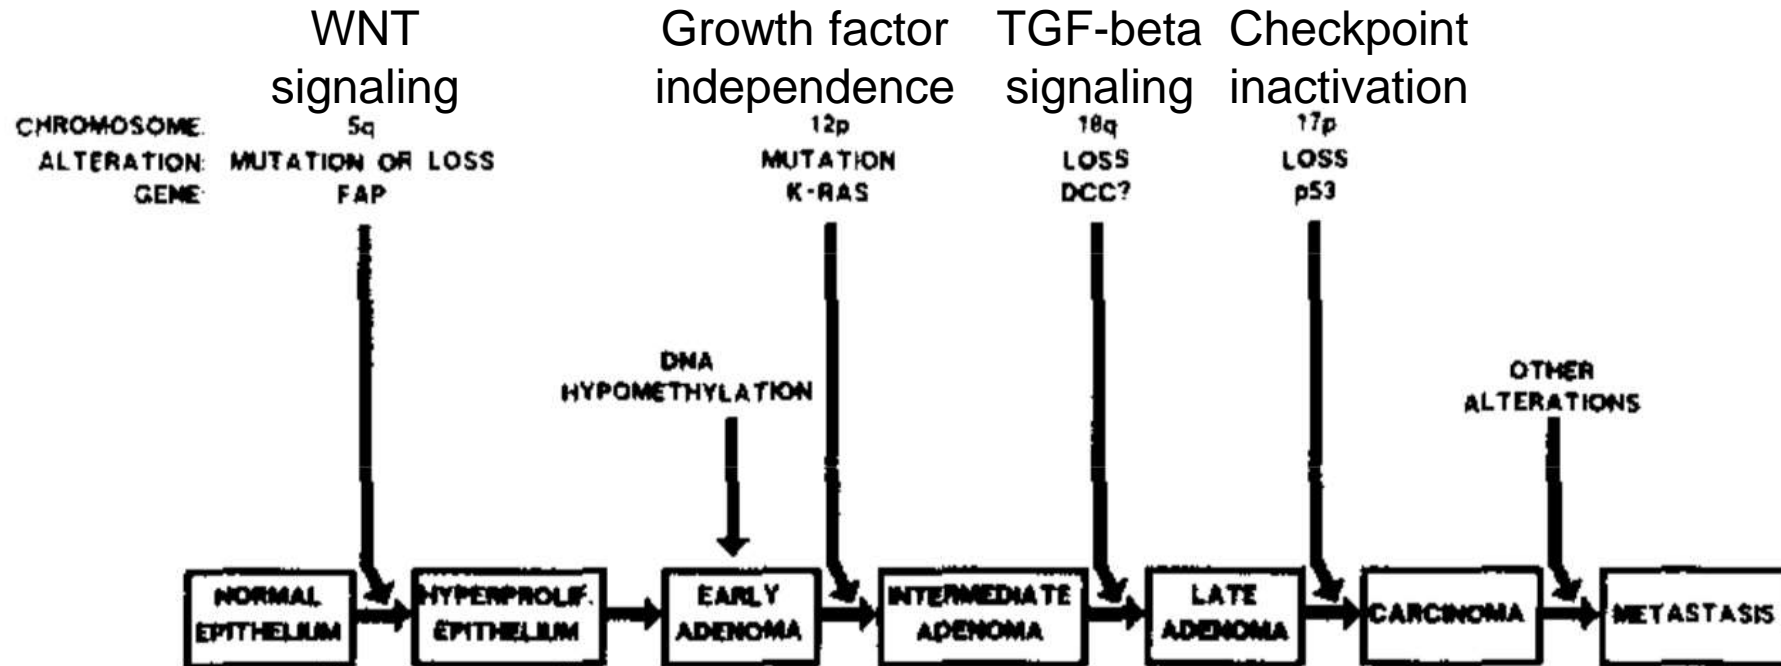 WNT
signaling
Growth factor
independence
TGF-beta
signaling
Checkpoint
inactivation
CHROMOSOME: 5q 12p 18q 17p
ALTERATION: MUTATION OR LOSS MUTATION LOSS LOSS
GENE: FAP K-RAS DCC? p53
DNA
HYPOMETHYLATION
OTHER
ALTERATIONS
NORMAL
EPITHELIUM
HYPERPROLIF.
EPITHELIUM
EARLY
ADENOMA
INTERMEDIATE
ADENOMA
LATE
ADENOMA
CARCINOMA
METASTASIS